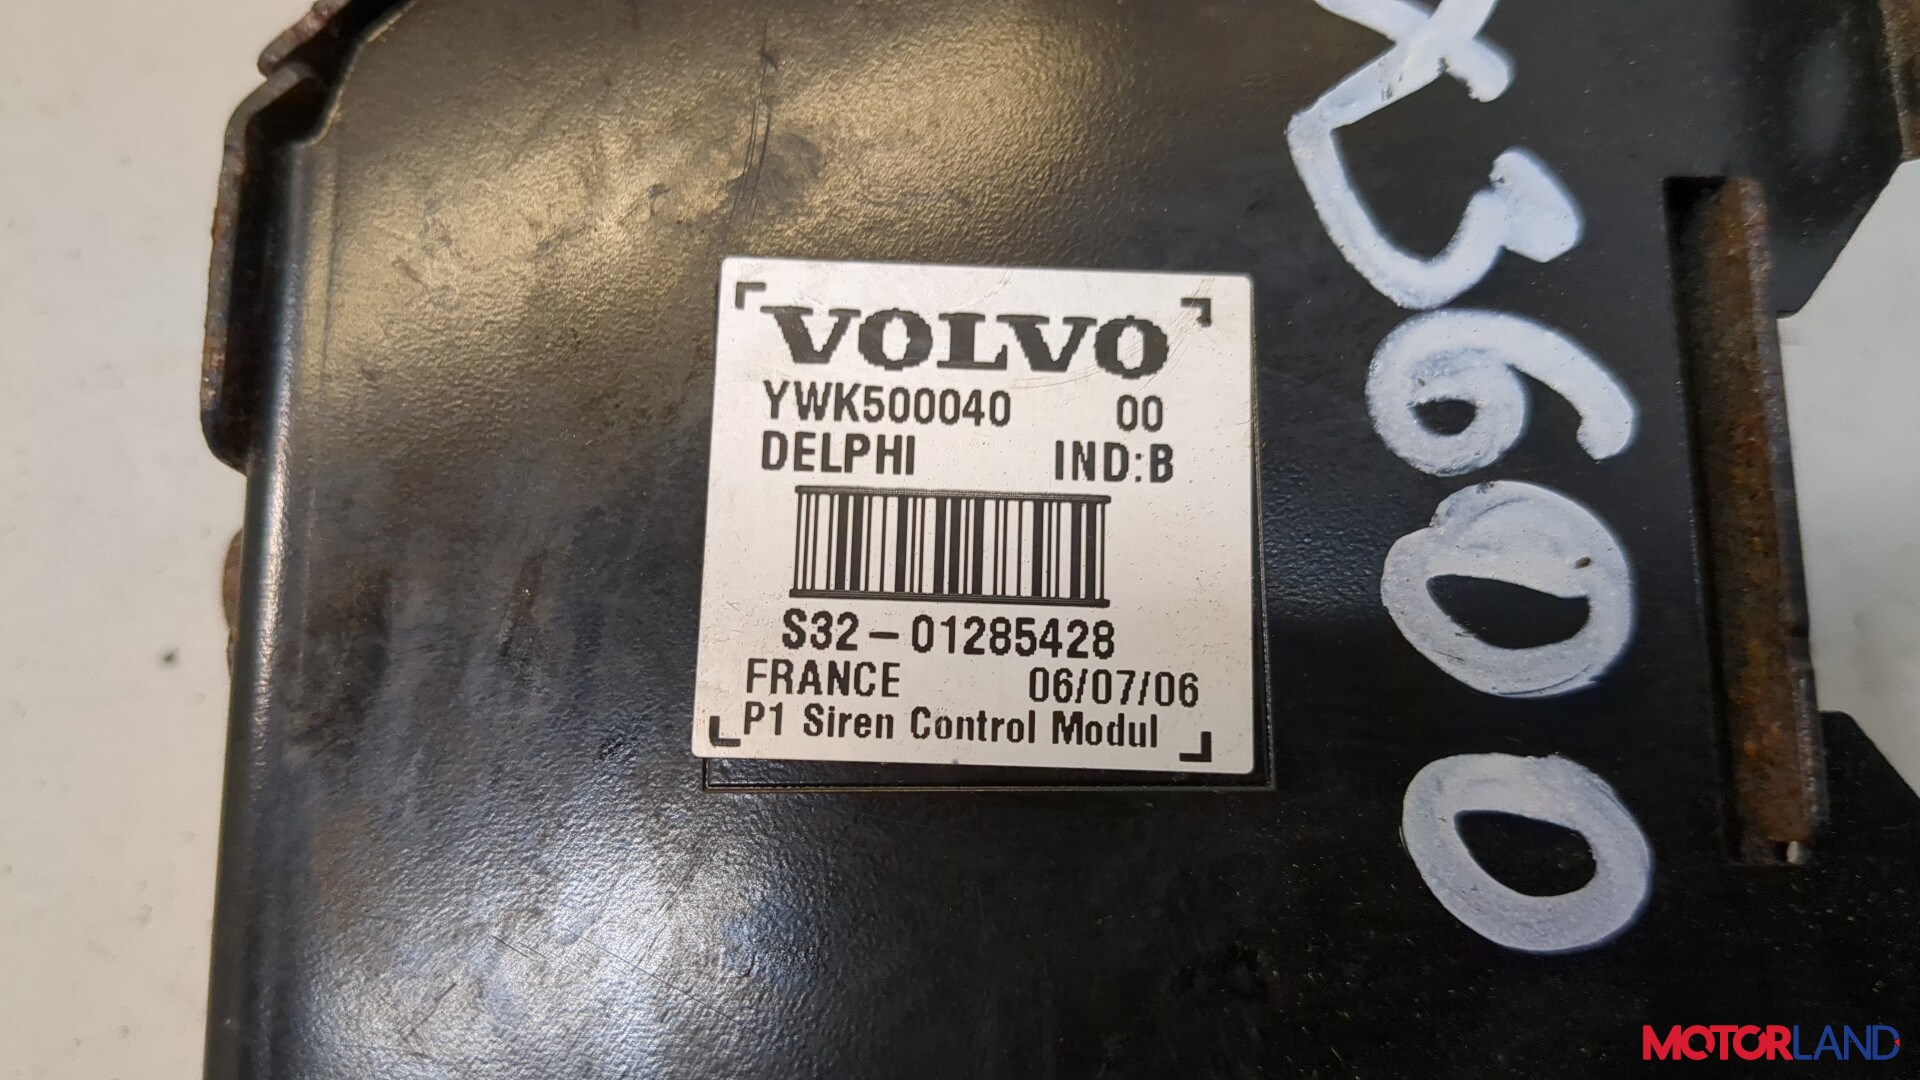 VOLVO
YWK500040 00
DELPHI IND:B
S32-01285428
FRANCE 06/07/06
P1 Siren Control Modul
3600
MOTORLAND